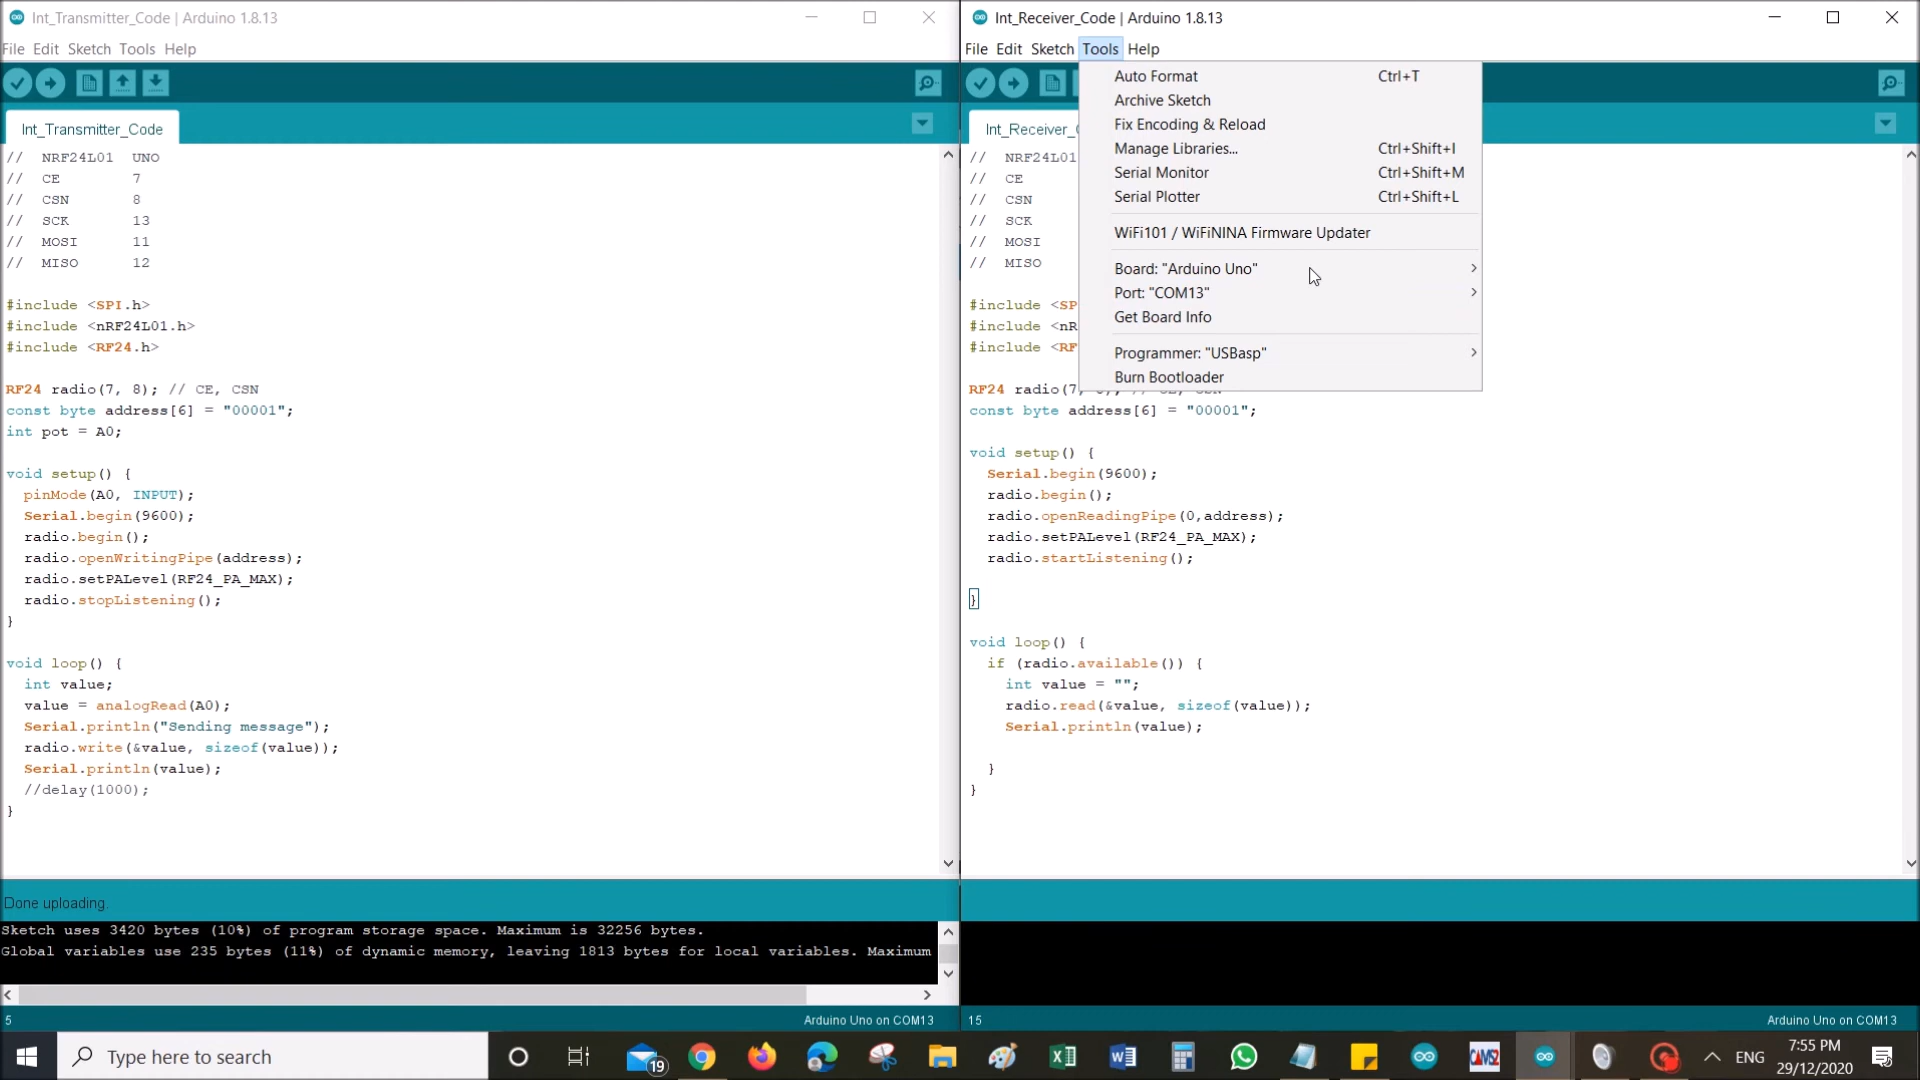 Int_Transmitter_Code | Arduino 1.8.13
File Edit Sketch Tools Help
Int_Transmitter_Code
// NRF24L01 UNO
// CE 7
// CSN 8
// SCK 13
// MOSI 11
// MISO 12
#include <SPI.h>
#include <nRF24L01.h>
#include <RF24.h>
RF24 radio(7, 8); // CE, CSN
const byte address[6] = "00001";
int pot = A0;
void setup() {
pinMode(A0, INPUT);
Serial.begin(9600);
radio.begin();
radio.openWritingPipe(address);
radio.setPALevel(RF24_PA_MAX);
radio.stopListening();
}
void loop() {
int value;
value = analogRead(A0);
Serial.println("Sending message");
radio.write(&value, sizeof(value));
Serial.println(value);
//delay(1000);
}
Done uploading.
Sketch uses 3420 bytes (10%) of program storage space. Maximum is 32256 bytes.
Global variables use 235 bytes (11%) of dynamic memory, leaving 1813 bytes for local variables. Maximum
5 Arduino Uno on COM13
Int_Receiver_Code | Arduino 1.8.13
File Edit Sketch Tools Help
Auto Format Ctrl+T
Archive Sketch
Fix Encoding & Reload
Manage Libraries... Ctrl+Shift+I
Serial Monitor Ctrl+Shift+M
Serial Plotter Ctrl+Shift+L
WiFi101 / WiFiNINA Firmware Updater
Board: "Arduino Uno"
Port: "COM13"
Get Board Info
Programmer: "USBasp"
Burn Bootloader
Int_Receiver_
// NRF24L01
// CE
// CSN
// SCK
// MOSI
// MISO
#include <SP
#include <nR
#include <RF
RF24 radio(7, 8); // CE, CSN
const byte address[6] = "00001";
void setup() {
Serial.begin(9600);
radio.begin();
radio.openReadingPipe(0,address);
radio.setPALevel(RF24_PA_MAX);
radio.startListening();
}
void loop() {
if (radio.available()) {
int value = "";
radio.read(&value, sizeof(value));
Serial.println(value);
}
}
15 Arduino Uno on COM13
Type here to search
19
CAMS2
ENG
7:55 PM
29/12/2020